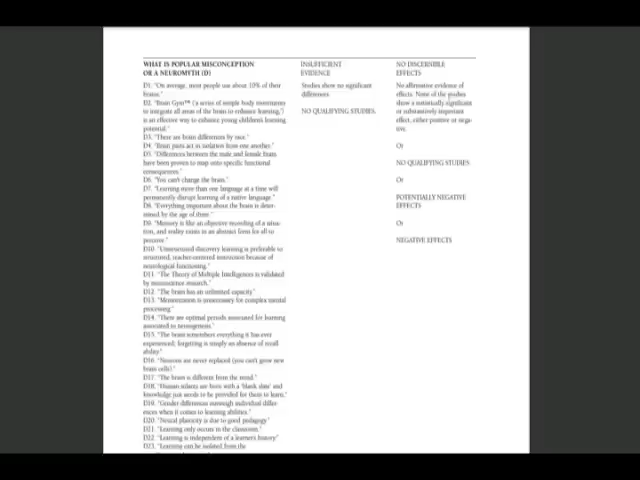 WHAT IS POPULAR MISCONCEPTION
OR A NEUROMYTH (D)
D1. "On average, most people use about 10% of their
brains."
D2. "Brain Gym™ ('a series of simple body movements
to integrate all areas of the brain to enhance learning,')
is an effective way to enhance young children's learning
potential."
D3. "There are brain differences by race."
D4. "Brain parts act in isolation from one another."
D5. "Differences between the male and female brain
have been proven to map onto specific functional
consequences."
D6. "You can't change the brain."
D7. "Learning more than one language at a time will
permanently disrupt learning of a native language."
D8. "Everything important about the brain is deter-
mined by the age of three."
D9. "Memory is like an objective recording of a situa-
tion, and reality exists in an abstract form for all to
perceive."
D10. "Unstructured discovery learning is preferable to
structured, teacher-centered instruction because of
neurological functioning."
D11. "The Theory of Multiple Intelligences is validated
by neuroscience research."
D12. "The brain has an unlimited capacity."
D13. "Memorization is unnecessary for complex mental
processing."
D14. "There are optimal periods associated for learning
associated to neurogenesis."
D15. "The brain remembers everything it has ever
experienced; forgetting is simply an absence of recall
ability."
D16. "Neurons are never replaced (you can't grow new
brain cells)."
D17. "The brain is different from the mind."
D18. "Human infants are born with a 'blank slate' and
knowledge just needs to be provided for them to learn."
D19. "Gender differences outweigh individual differ-
ences when it comes to learning abilities."
D20. "Neural plasticity is due to good pedagogy"
D21. "Learning only occurs in the classroom."
D22. "Learning is independent of a learner's history"
D23. "Learning can be isolated from the
INSUFFICIENT
EVIDENCE
Studies show no significant
differences.
NO QUALIFYING STUDIES.
NO DISCERNIBLE
EFFECTS
No affirmative evidence of
effects. None of the studies
show a statistically significant
or substantively important
effect, either positive or nega-
tive.
Or
NO QUALIFYING STUDIES
Or
POTENTIALLY NEGATIVE
EFFECTS
Or
NEGATIVE EFFECTS